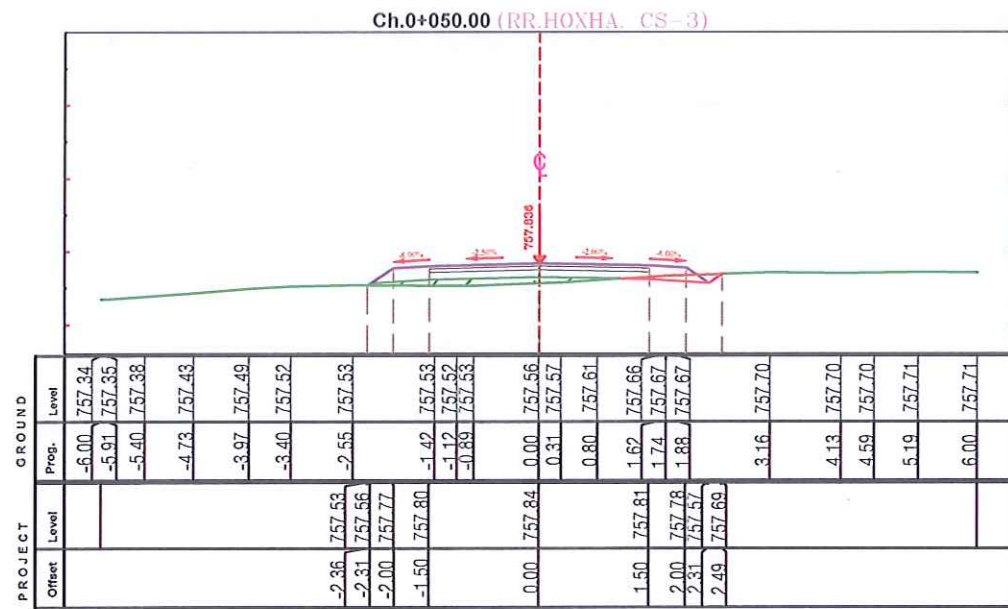 Ch.0+050.00 (RR.HOXHA. CS-3)
℄
757.836
-2.50%
GROUND
Level 757.34 757.35 757.38 757.43 757.49 757.52 757.53 757.53 757.52 757.53 757.56 757.57 757.61 757.66 757.67 757.67 757.70 757.70 757.70 757.71 757.71
Prog. -6.00 -5.91 -5.40 -4.73 -3.97 -3.40 -2.55 -1.42 -1.12 -0.89 0.00 0.31 0.80 1.62 1.74 1.88 3.16 4.13 4.59 5.19 6.00
PROJECT
Level 757.53 757.56 757.77 757.80 757.84 757.81 757.78 757.57 757.69
Offset -2.36 -2.31 -2.00 -1.50 0.00 1.50 2.00 2.31 2.49